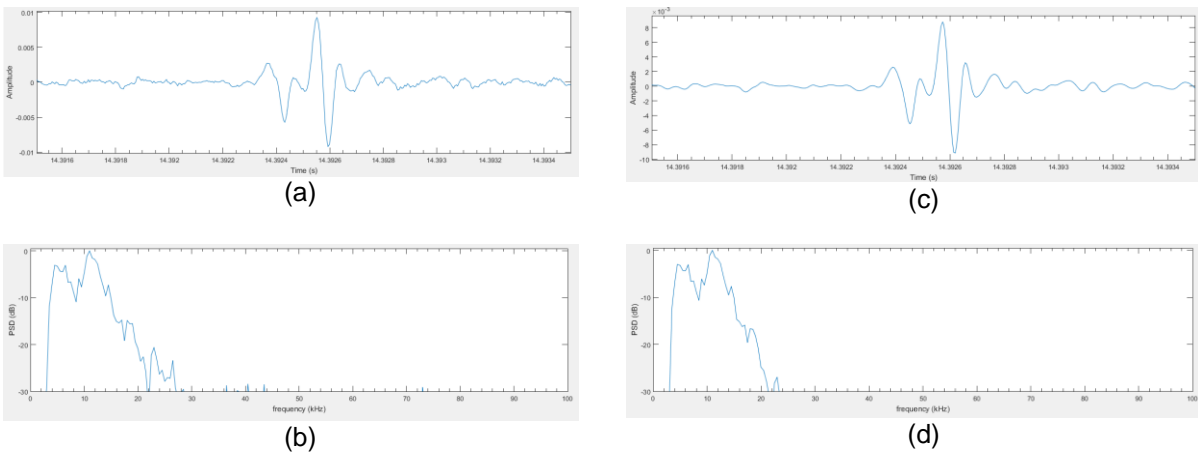 0.01
0.005
0
-0.005
-0.01
Amplitude
14.3916 14.3918 14.392 14.3922 14.3924 14.3926 14.3928 14.393 14.3932 14.3934
Time (s)
(a)
× 10⁻³
8
6
4
2
0
-2
-4
-6
-8
-10
Amplitude
14.3916 14.3918 14.392 14.3922 14.3924 14.3926 14.3928 14.393 14.3932 14.3934
Time (s)
(c)
0
-10
-20
-30
PSD (dB)
0 10 20 30 40 50 60 70 80 90 100
frequency (kHz)
(b)
0
-10
-20
-30
PSD (dB)
0 10 20 30 40 50 60 70 80 90 100
frequency (kHz)
(d)